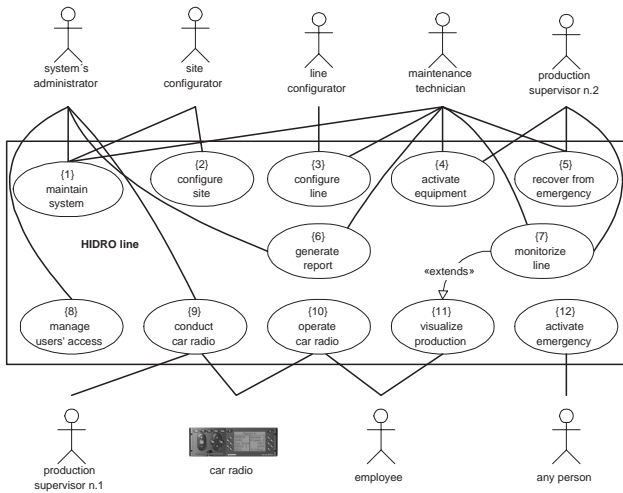 system´s administrator
site configurator
line configurator
maintenance technician
production supervisor n.2
{1} maintain system
{2} configure site
{3} configure line
{4} activate equipment
{5} recover from emergency
HIDRO line
{6} generate report
{7} monitorize line
«extends»
{8} manage users' access
{9} conduct car radio
{10} operate car radio
{11} visualize production
{12} activate emergency
production supervisor n.1
car radio
employee
any person